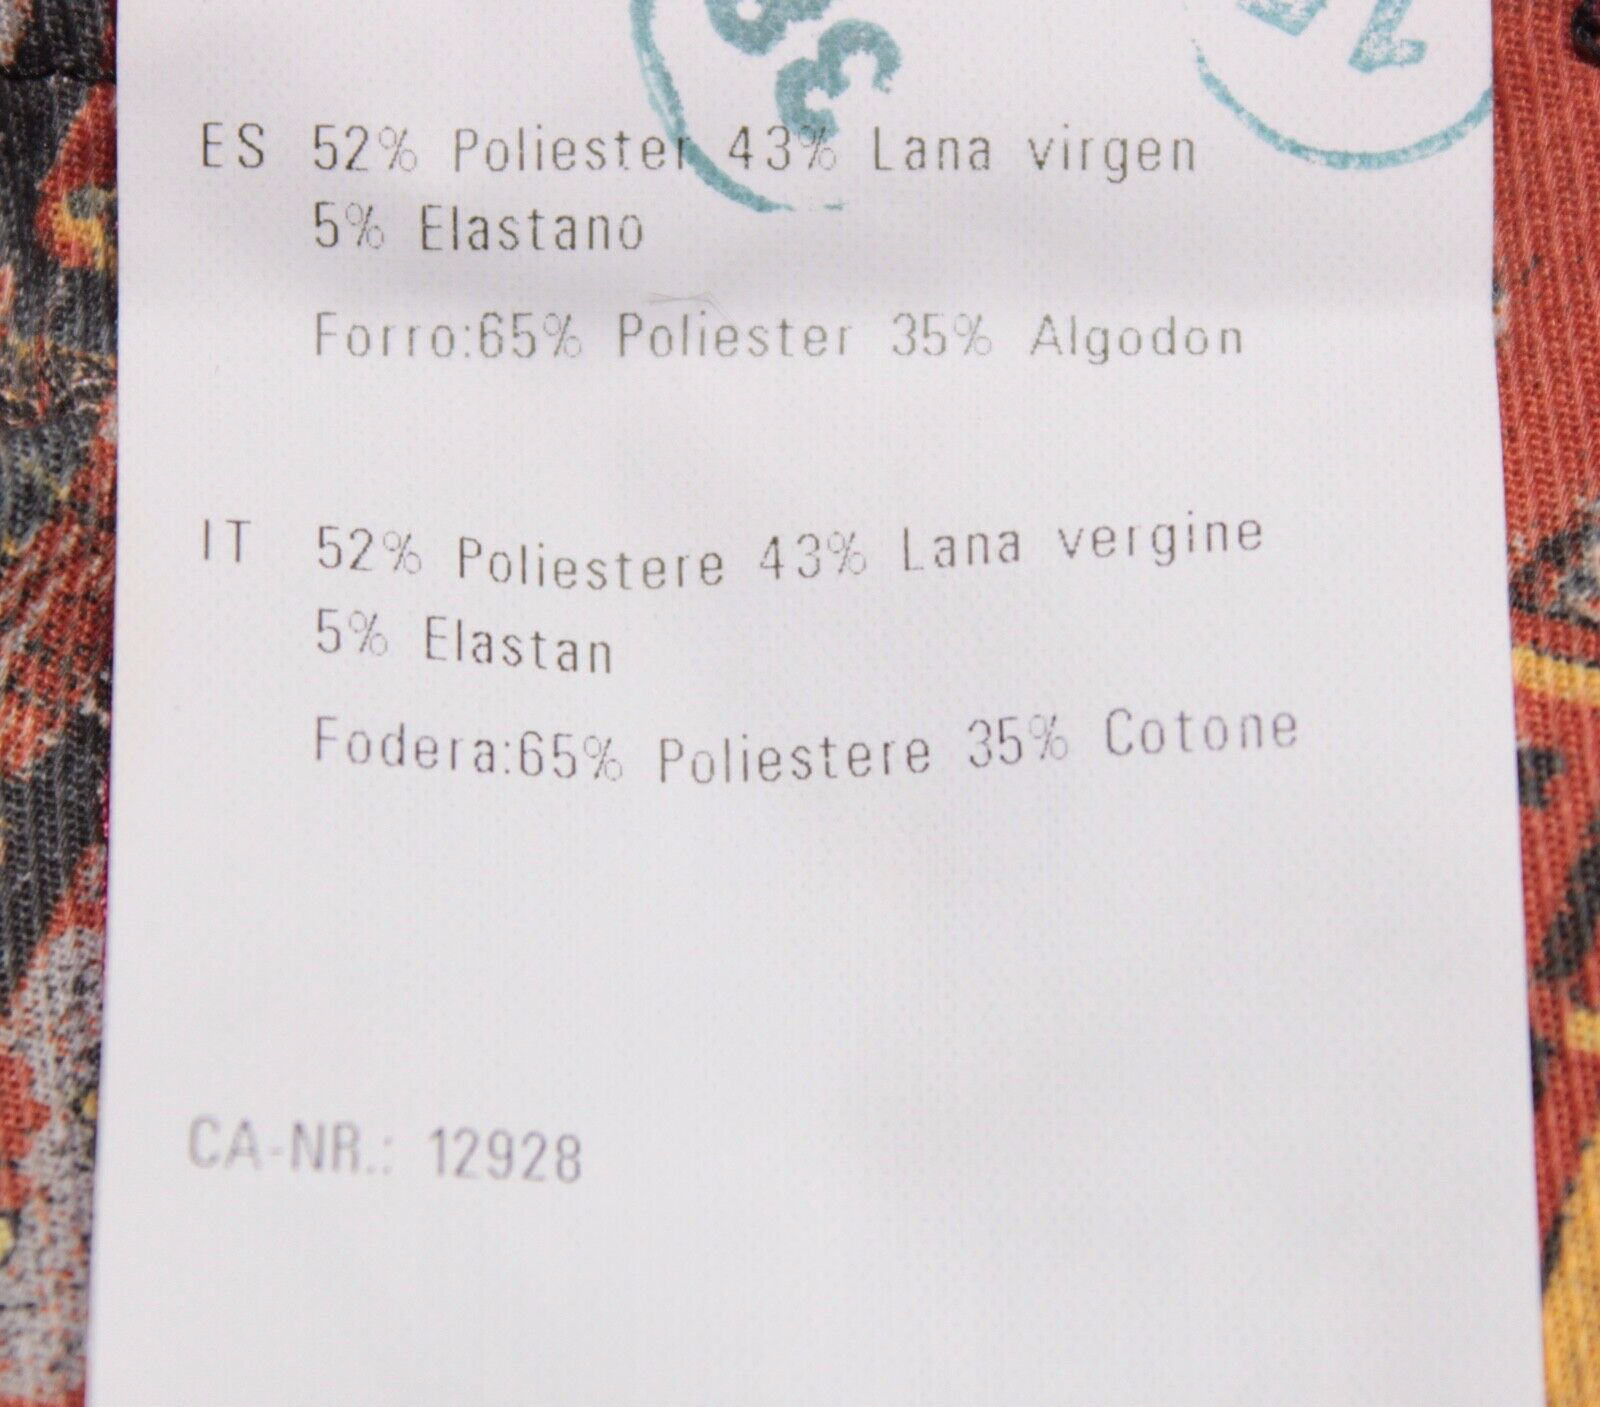 ES 52% Poliester 43% Lana virgen
5% Elastano
Forro:65% Poliester 35% Algodon
IT 52% Poliestere 43% Lana vergine
5% Elastan
Fodera:65% Poliestere 35% Cotone
CA-NR.: 12928